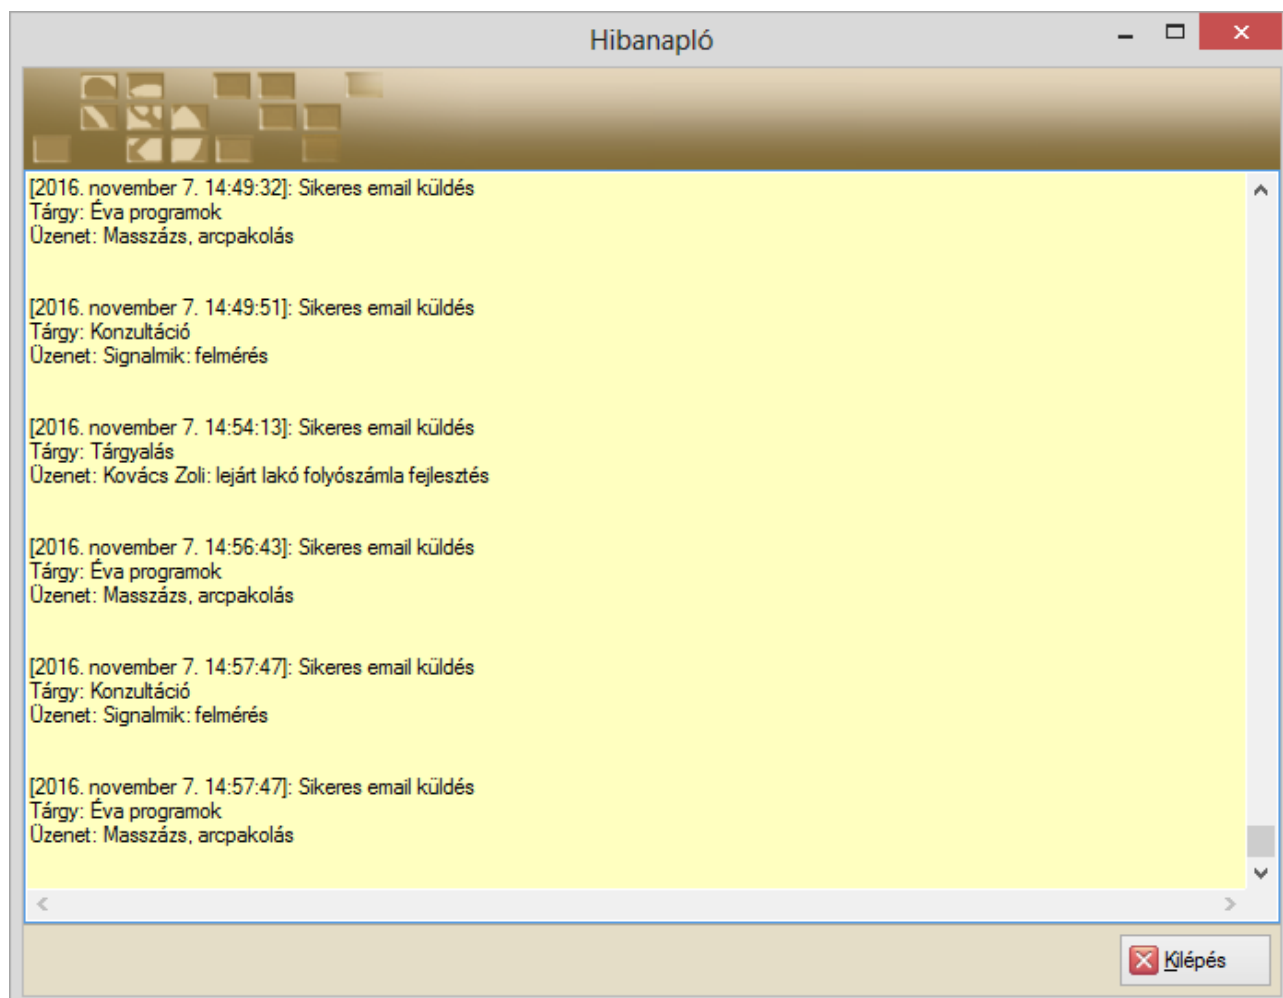 Hibanapló
[2016. november 7. 14:49:32]: Sikeres email küldés
Tárgy: Éva programok
Üzenet: Masszázs, arcpakolás
[2016. november 7. 14:49:51]: Sikeres email küldés
Tárgy: Konzultáció
Üzenet: Signalmik: felmérés
[2016. november 7. 14:54:13]: Sikeres email küldés
Tárgy: Tárgyalás
Üzenet: Kovács Zoli: lejárt lakó folyószámla fejlesztés
[2016. november 7. 14:56:43]: Sikeres email küldés
Tárgy: Éva programok
Üzenet: Masszázs, arcpakolás
[2016. november 7. 14:57:47]: Sikeres email küldés
Tárgy: Konzultáció
Üzenet: Signalmik: felmérés
[2016. november 7. 14:57:47]: Sikeres email küldés
Tárgy: Éva programok
Üzenet: Masszázs, arcpakolás
Kilépés